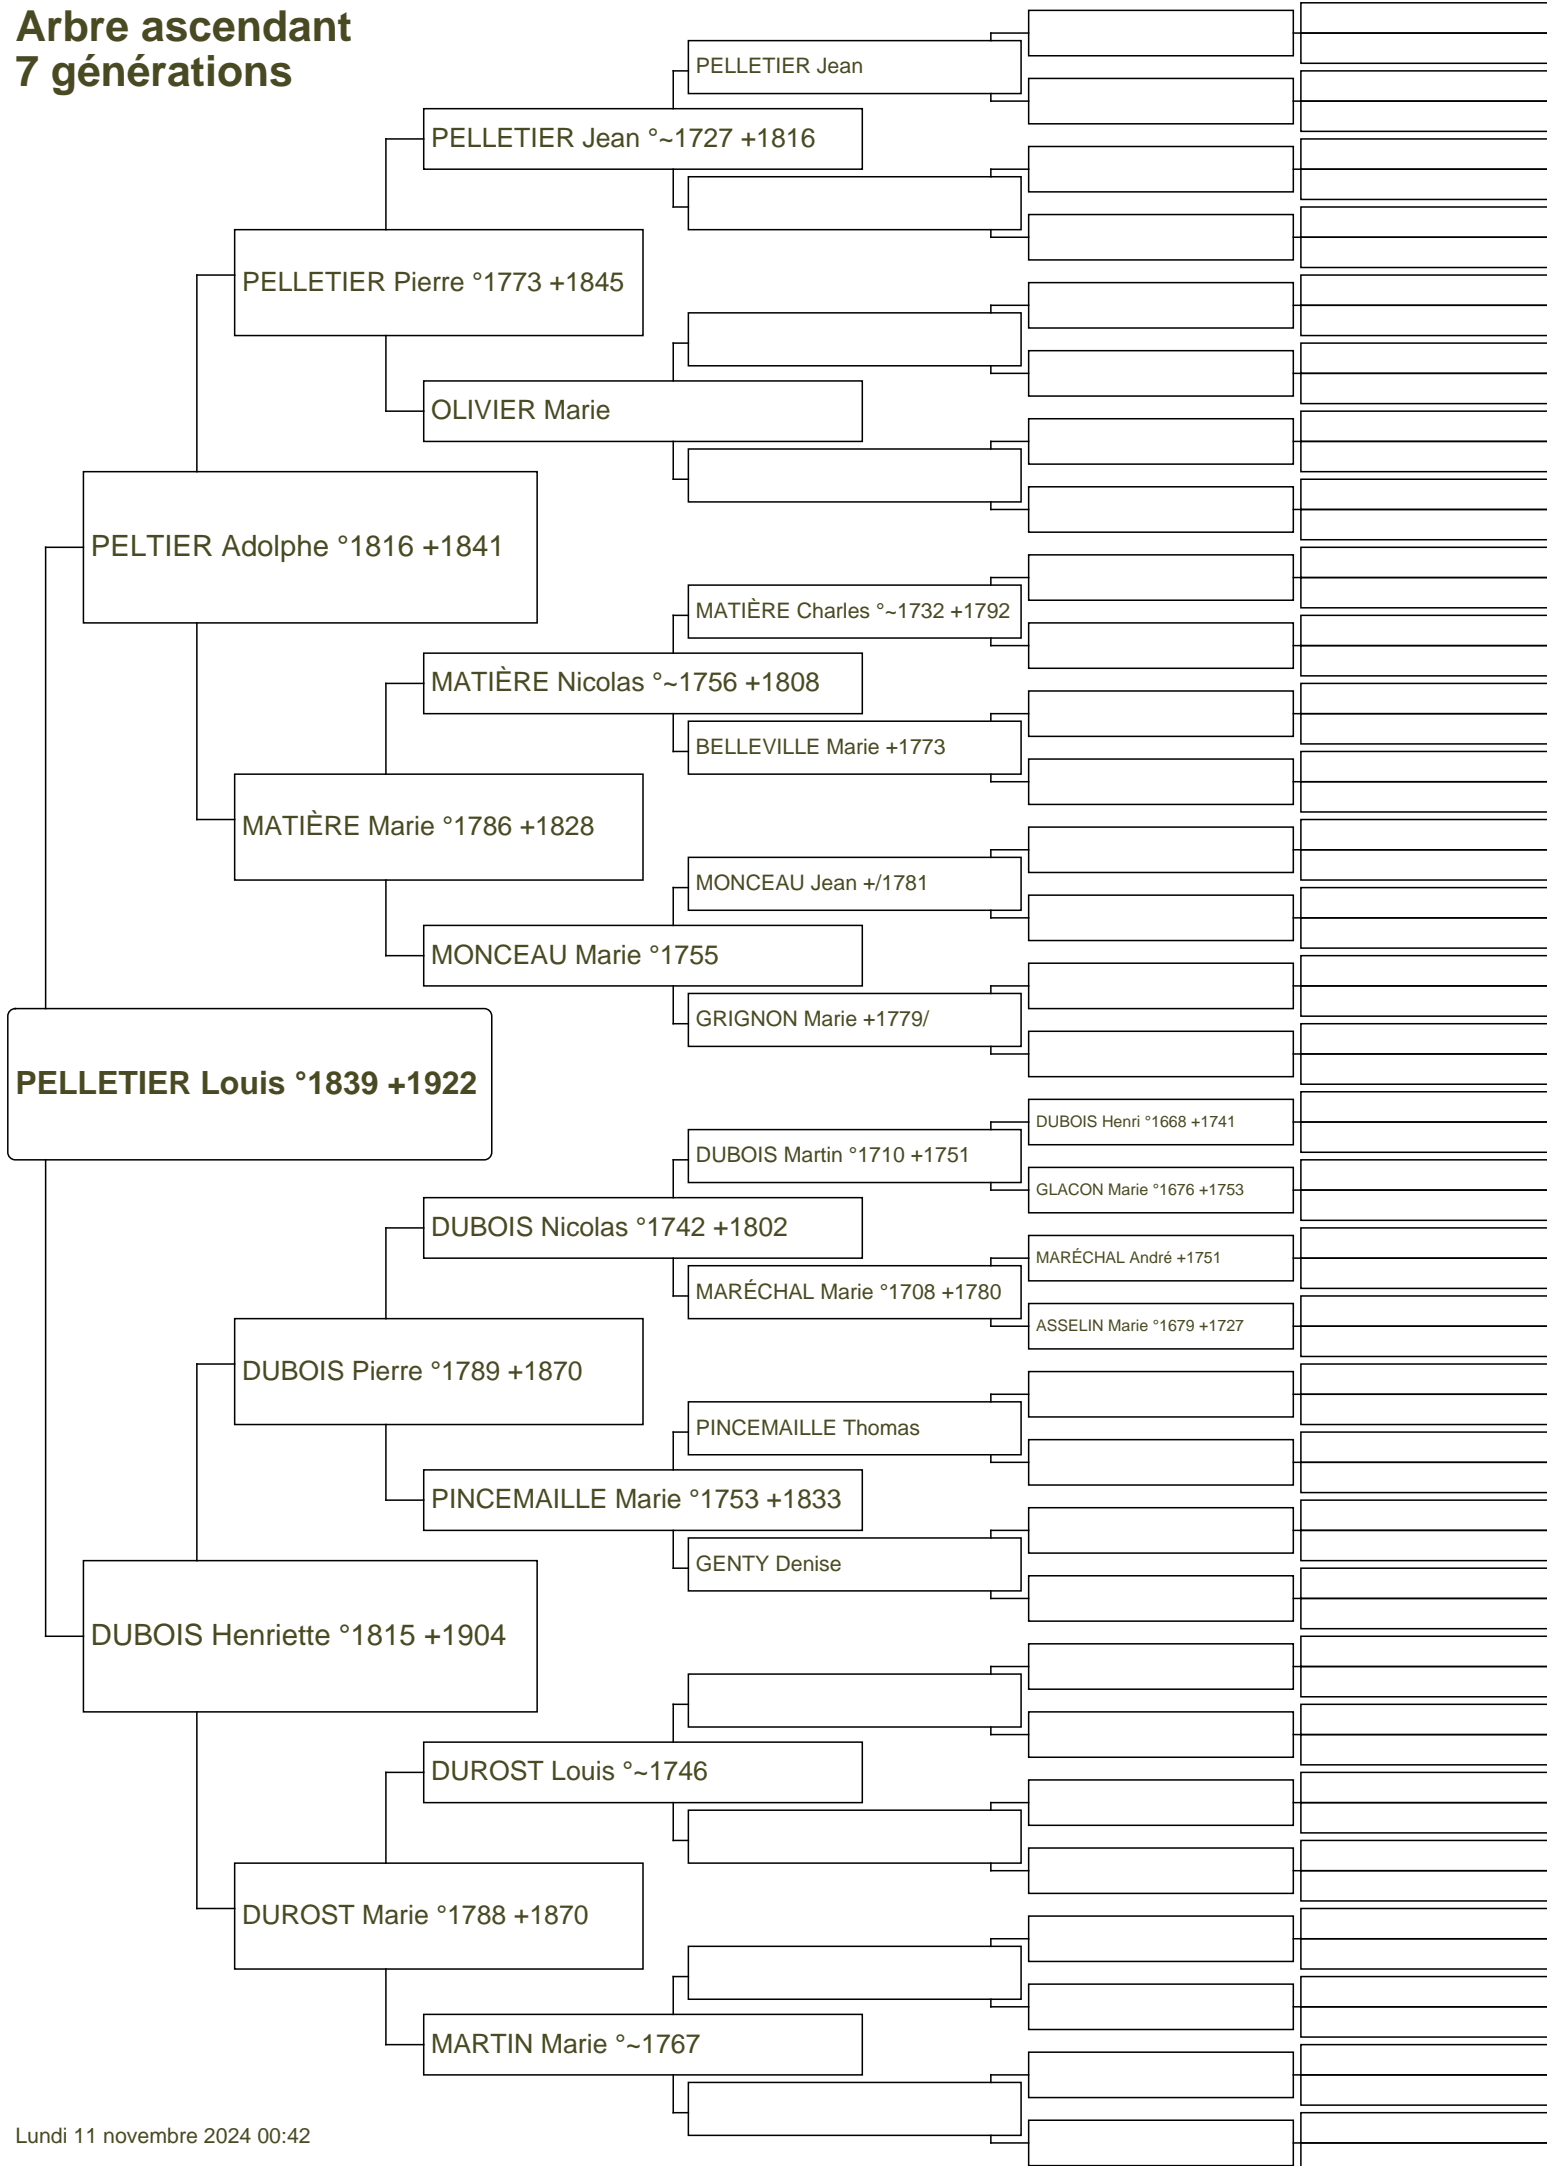 Arbre ascendant
7 générations
PELLETIER Jean
PELLETIER Jean °~1727 +1816
PELLETIER Pierre °1773 +1845
OLIVIER Marie
PELTIER Adolphe °1816 +1841
MATIÈRE Charles °~1732 +1792
MATIÈRE Nicolas °~1756 +1808
BELLEVILLE Marie +1773
MATIÈRE Marie °1786 +1828
MONCEAU Jean +/1781
MONCEAU Marie °1755
GRIGNON Marie +1779/
PELLETIER Louis °1839 +1922
DUBOIS Henri °1668 +1741
DUBOIS Martin °1710 +1751
GLACON Marie °1676 +1753
DUBOIS Nicolas °1742 +1802
MARÉCHAL André +1751
MARÉCHAL Marie °1708 +1780
ASSELIN Marie °1679 +1727
DUBOIS Pierre °1789 +1870
PINCEMAILLE Thomas
PINCEMAILLE Marie °1753 +1833
GENTY Denise
DUBOIS Henriette °1815 +1904
DUROST Louis °~1746
DUROST Marie °1788 +1870
MARTIN Marie °~1767
Lundi 11 novembre 2024 00:42